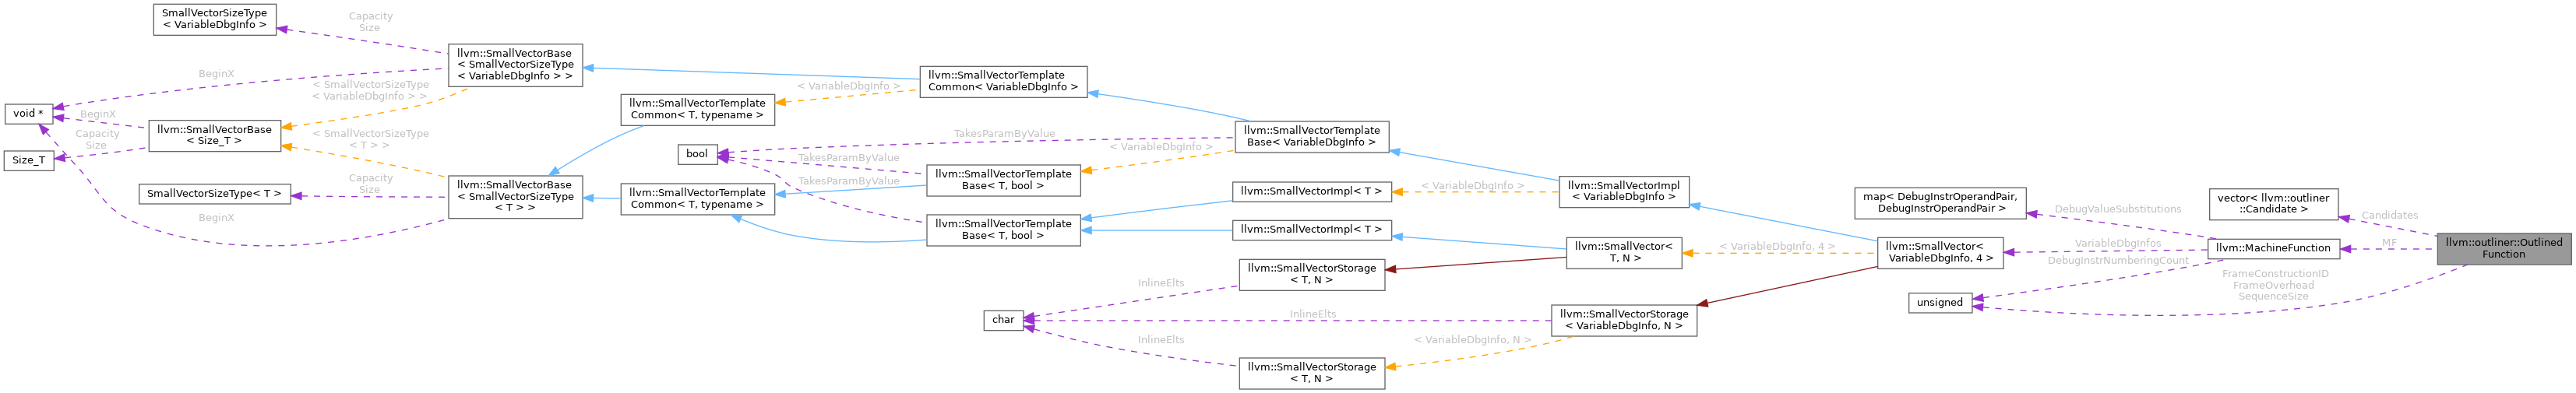 SmallVectorSizeType
< VariableDbgInfo >
Capacity
Size
llvm::SmallVectorBase
< SmallVectorSizeType
< VariableDbgInfo > >
BeginX
< SmallVectorSizeType
< VariableDbgInfo > >
void *
BeginX
Capacity
Size
Size_T
llvm::SmallVectorBase
< Size_T >
< SmallVectorSizeType
< T > >
SmallVectorSizeType< T >
Capacity
Size
BeginX
llvm::SmallVectorBase
< SmallVectorSizeType
< T > >
llvm::SmallVectorTemplate
Common< T, typename >
llvm::SmallVectorTemplate
Common< T, typename >
bool
< VariableDbgInfo >
llvm::SmallVectorTemplate
Common< VariableDbgInfo >
TakesParamByValue
TakesParamByValue
TakesParamByValue
llvm::SmallVectorTemplate
Base< T, bool >
llvm::SmallVectorTemplate
Base< T, bool >
< VariableDbgInfo >
llvm::SmallVectorTemplate
Base< VariableDbgInfo >
llvm::SmallVectorImpl< T >
llvm::SmallVectorImpl< T >
< VariableDbgInfo >
llvm::SmallVectorImpl
< VariableDbgInfo >
llvm::SmallVector<
T, N >
< VariableDbgInfo, 4 >
llvm::SmallVector<
VariableDbgInfo, 4 >
llvm::SmallVectorStorage
< T, N >
InlineElts
char
InlineElts
InlineElts
llvm::SmallVectorStorage
< VariableDbgInfo, N >
< VariableDbgInfo, N >
llvm::SmallVectorStorage
< T, N >
map< DebugInstrOperandPair,
DebugInstrOperandPair >
DebugValueSubstitutions
VariableDbgInfos
DebugInstrNumberingCount
unsigned
vector< llvm::outliner
::Candidate >
llvm::MachineFunction
Candidates
MF
FrameConstructionID
FrameOverhead
SequenceSize
llvm::outliner::Outlined
Function